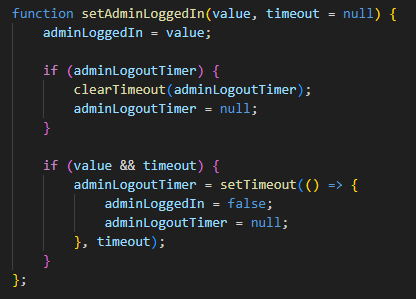 function setAdminLoggedIn(value, timeout = null) {
    adminLoggedIn = value;

    if (adminLogoutTimer) {
        clearTimeout(adminLogoutTimer);
        adminLogoutTimer = null;
    }

    if (value && timeout) {
        adminLogoutTimer = setTimeout(() => {
            adminLoggedIn = false;
            adminLogoutTimer = null;
        }, timeout);
    }
};